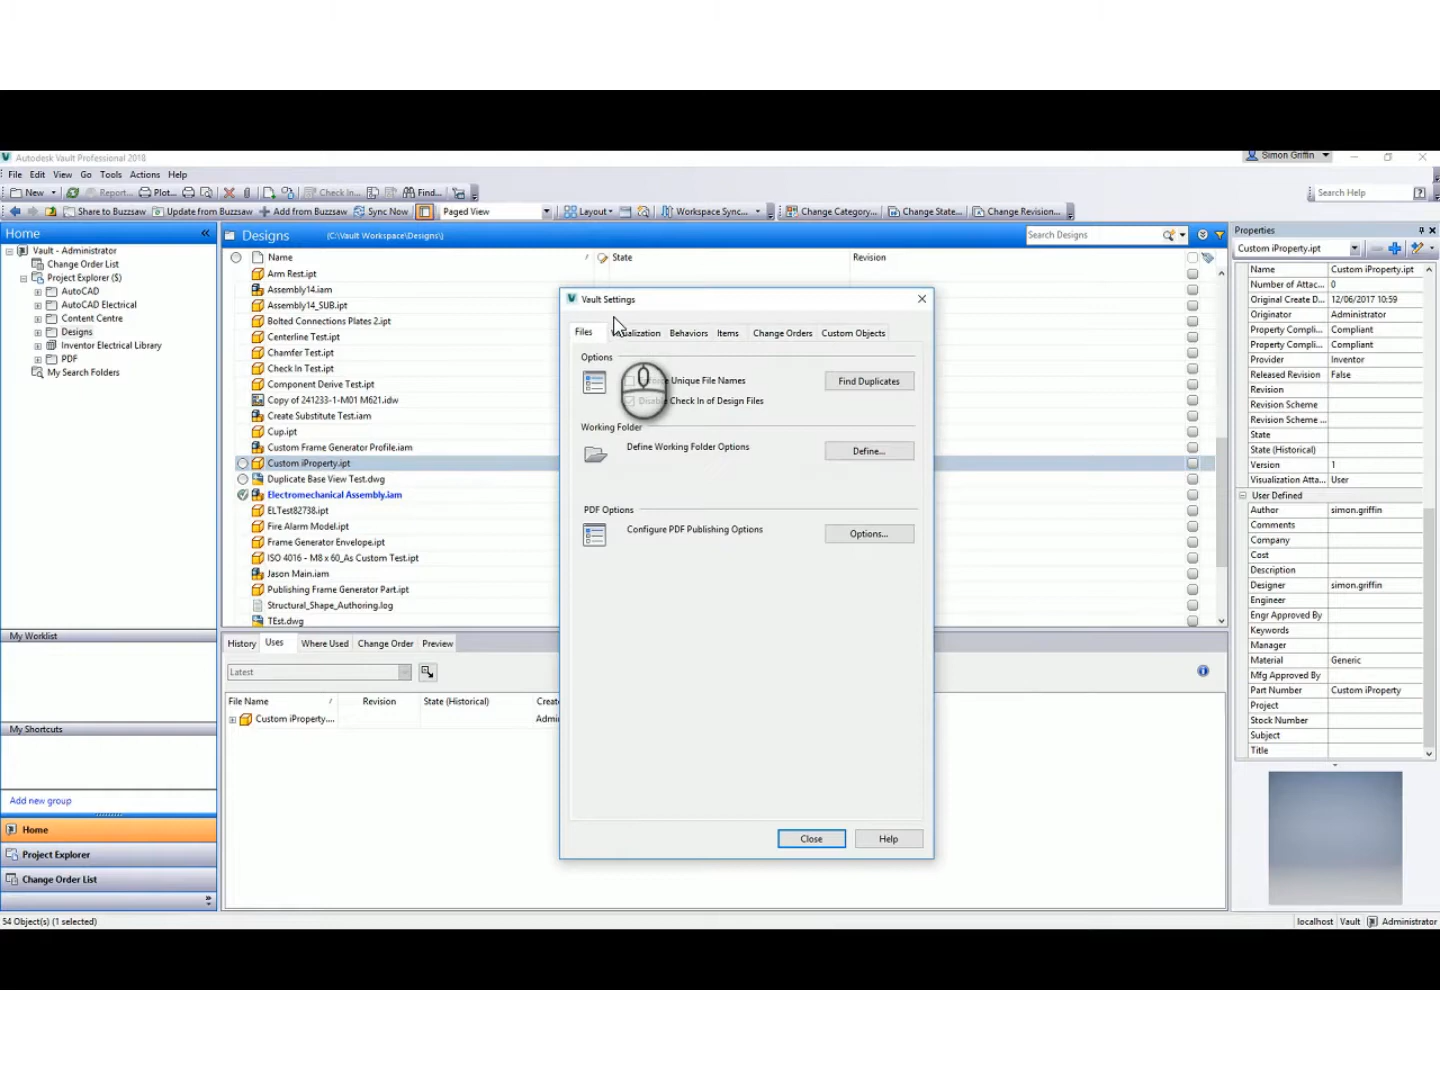 Autodesk Vault Professional 2018
Simon Griffin
File Edit View Go Tools Actions Help
New Report... Plot... Check In... Find...
Search Help
Share to Buzzsaw Update from Buzzsaw Add from Buzzsaw Sync Now Paged View Layout Workspace Sync... Change Category... Change State... Change Revision...
Home
Vault - Administrator
Change Order List
Project Explorer ($)
AutoCAD
AutoCAD Electrical
Content Centre
Designs
Inventor Electrical Library
PDF
My Search Folders
My Worklist
My Shortcuts
Add new group
Home
Project Explorer
Change Order List
Designs (C:\Vault Workspace\Designs\)
Search Designs
Name State Revision
Arm Rest.ipt
Assembly14.iam
Assembly14_SUB.ipt
Bolted Connections Plates 2.ipt
Centerline Test.ipt
Chamfer Test.ipt
Check In Test.ipt
Component Derive Test.ipt
Copy of 241233-1-M01 M621.idw
Create Substitute Test.iam
Cup.ipt
Custom Frame Generator Profile.iam
Custom iProperty.ipt
Duplicate Base View Test.dwg
Electromechanical Assembly.iam
ELTest82738.ipt
Fire Alarm Model.ipt
Frame Generator Envelope.ipt
ISO 4016 - M8 x 60_As Custom Test.ipt
Jason Main.iam
Publishing Frame Generator Part.ipt
Structural_Shape_Authoring.log
TEst.dwg
History Uses Where Used Change Order Preview
Latest
File Name Revision State (Historical) Create
Custom iProperty.... Admi
Vault Settings
Files Visualization Behaviors Items Change Orders Custom Objects
Options
Unique File Names
Find Duplicates
Disable Check In of Design Files
Working Folder
Define Working Folder Options
Define...
PDF Options
Configure PDF Publishing Options
Options...
Close Help
Properties
Custom iProperty.ipt
Name Custom iProperty.ipt
Number of Attac... 0
Original Create D... 12/06/2017 10:59
Originator Administrator
Property Compli... Compliant
Property Compli... Compliant
Provider Inventor
Released Revision False
Revision
Revision Scheme
Revision Scheme ...
State
State (Historical)
Version 1
Visualization Atta... User
User Defined
Author simon.griffin
Comments
Company
Cost
Description
Designer simon.griffin
Engineer
Engr Approved By
Keywords
Manager
Material Generic
Mfg Approved By
Part Number Custom iProperty
Project
Stock Number
Subject
Title
54 Object(s) (1 selected)
localhost Vault Administrator